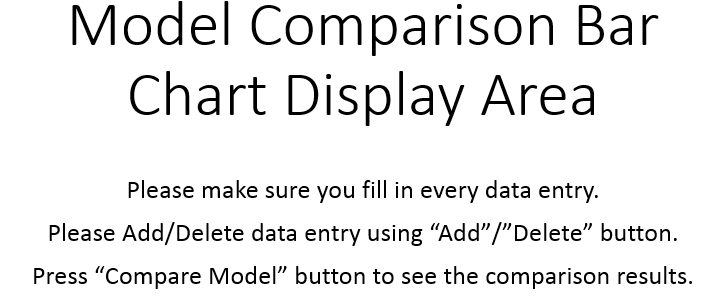 Model Comparison Bar
Chart Display Area
Please make sure you fill in every data entry.
Please Add/Delete data entry using “Add”/”Delete” button.
Press “Compare Model” button to see the comparison results.